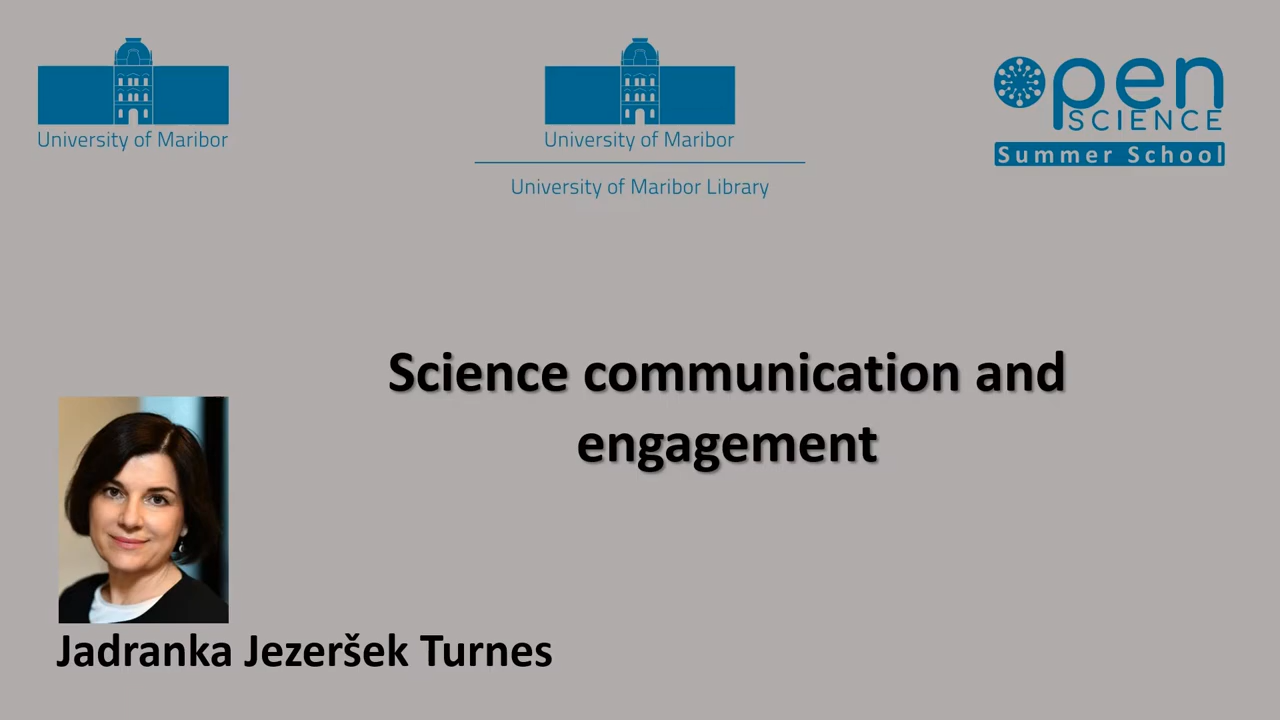 University of Maribor
University of Maribor
University of Maribor Library
Open
SCIENCE
Summer School
Science communication and
engagement
Jadranka Jezeršek Turnes